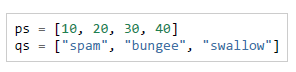 ps = [10, 20, 30, 40]
qs = ["spam", "bungee", "swallow"]